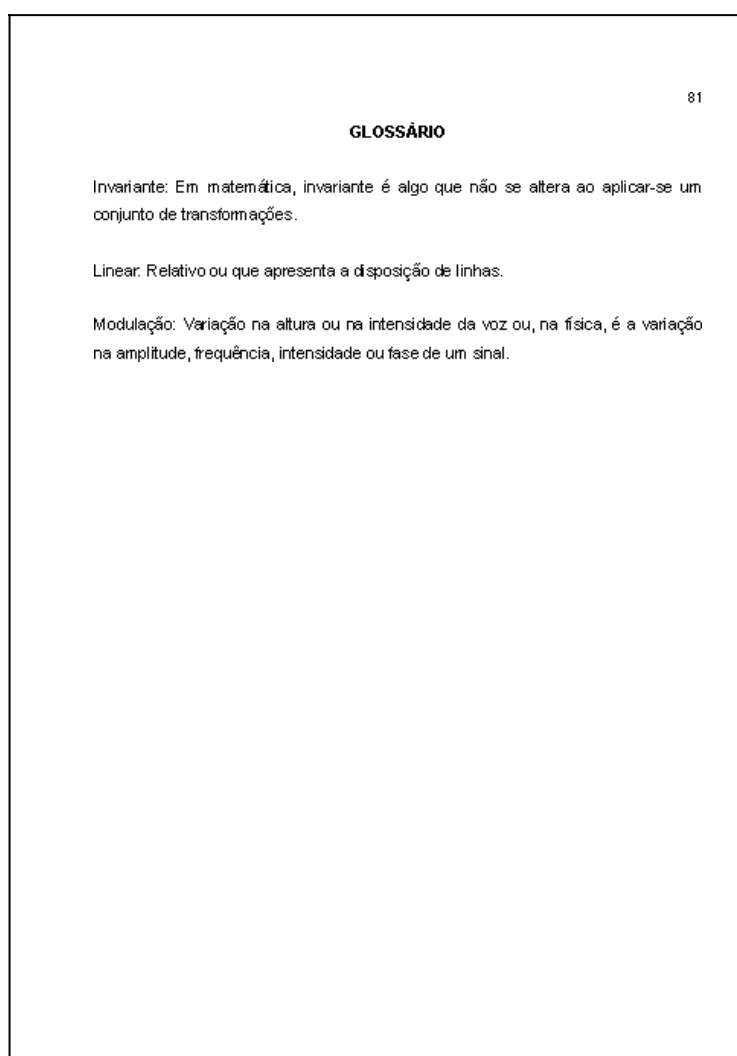 81
GLOSSÁRIO
Invariante: Em matemática, invariante é algo que não se altera ao aplicar-se um
conjunto de transformações.
Linear: Relativo ou que apresenta a disposição de linhas.
Modulação: Variação na altura ou na intensidade da voz ou, na física, é a variação
na amplitude, frequência, intensidade ou fase de um sinal.